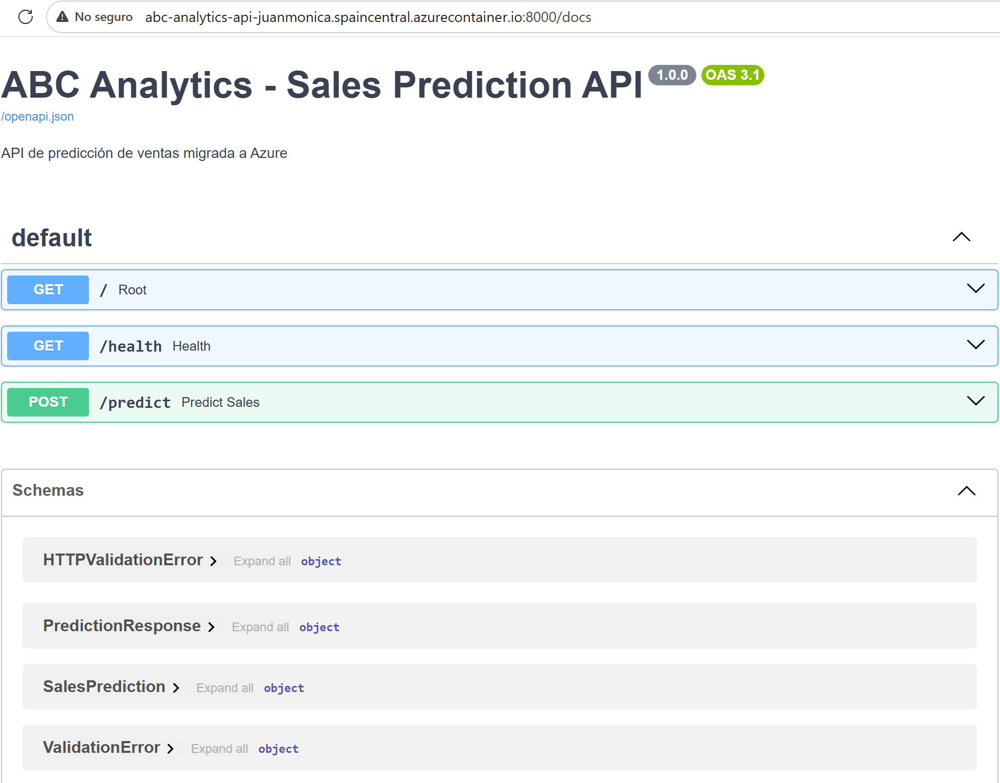 No seguro abc-analytics-api-juanmonica.spaincentral.azurecontainer.io:8000/docs
ABC Analytics - Sales Prediction API 1.0.0 OAS 3.1
/openapi.json
API de predicción de ventas migrada a Azure
default
GET / Root
GET /health Health
POST /predict Predict Sales
Schemas
HTTPValidationError Expand all object
PredictionResponse Expand all object
SalesPrediction Expand all object
ValidationError Expand all object